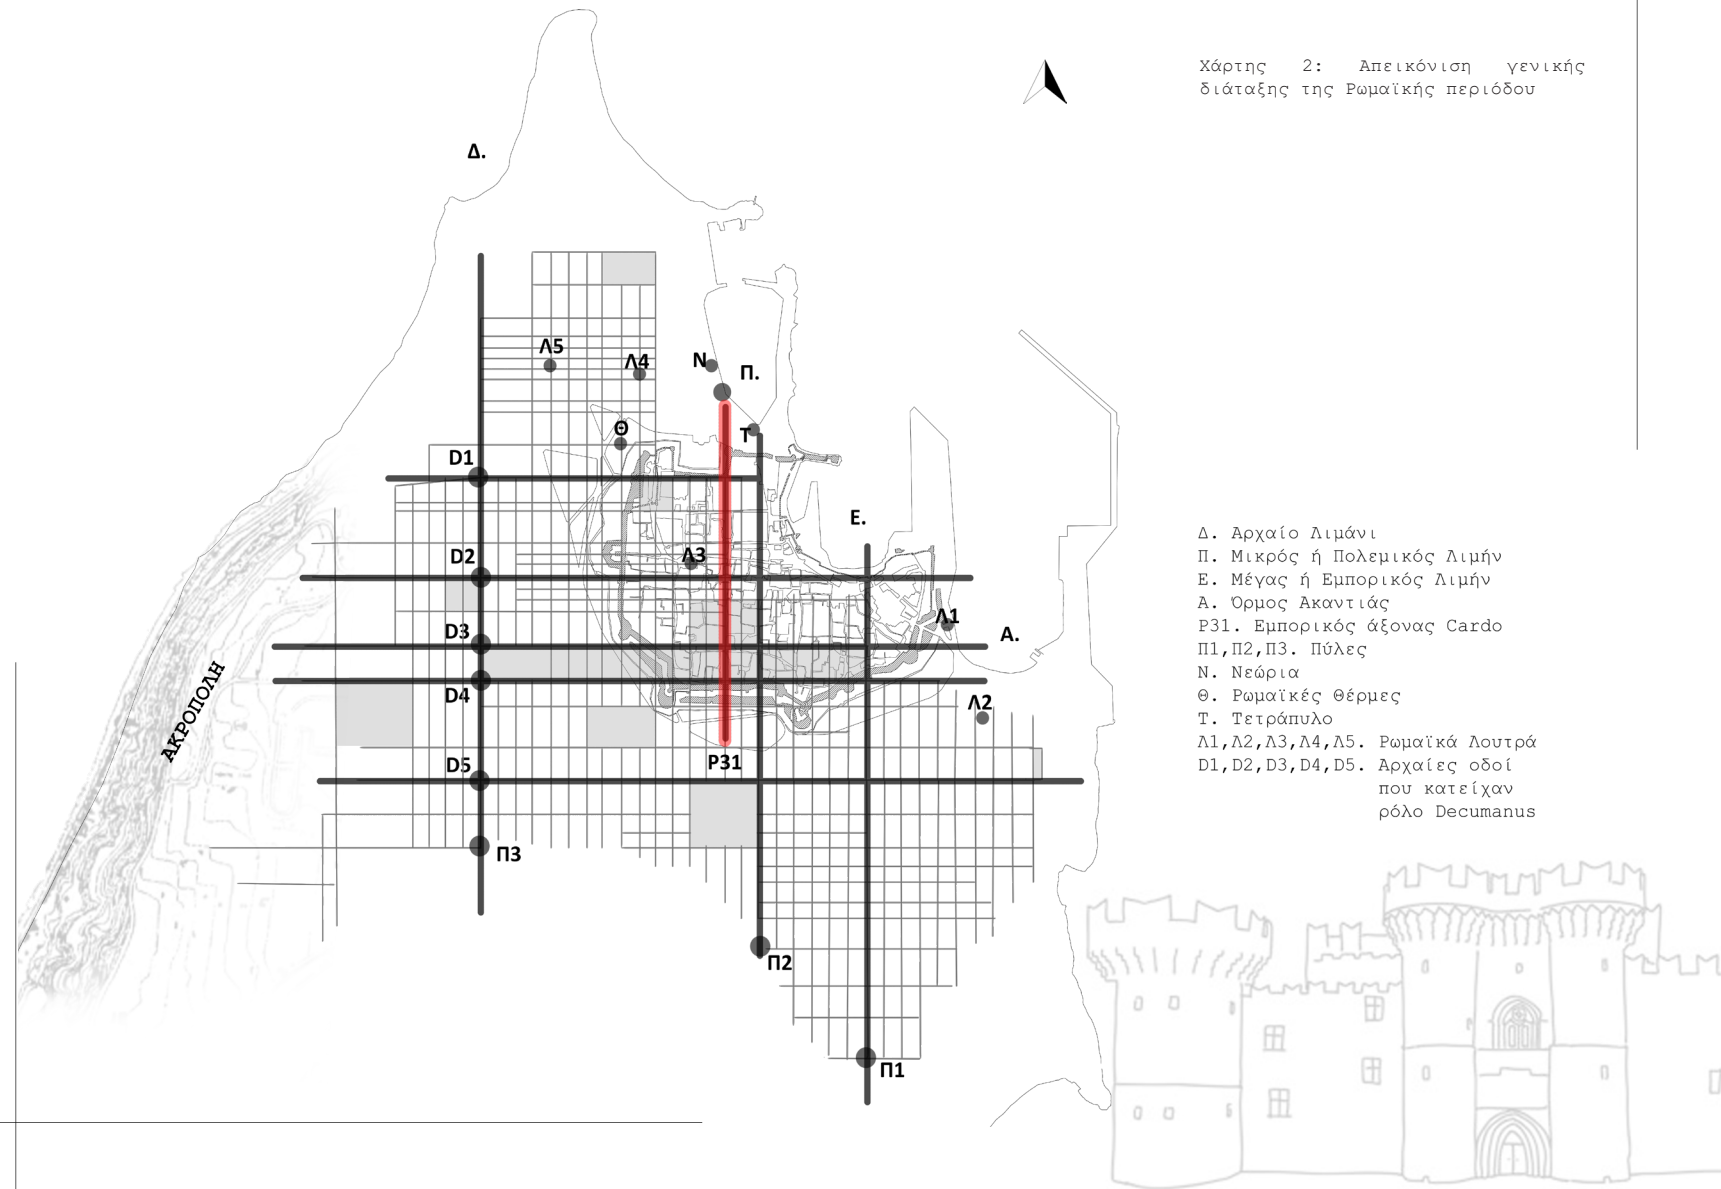 Χάρτης 2: Απεικόνιση γενικής
διάταξης της Ρωμαϊκής περιόδου
Δ.
Λ5
Λ4
Ν
Π.
Θ
Τ
D1
Ε.
D2
Λ3
Λ1
D3
Α.
D4
ΑΚΡΟΠΟΛΗ
Λ2
P31
D5
Π3
Π2
Π1
Δ. Αρχαίο Λιμάνι
Π. Μικρός ή Πολεμικός Λιμήν
Ε. Μέγας ή Εμπορικός Λιμήν
Α. Όρμος Ακαντιάς
P31. Εμπορικός άξονας Cardo
Π1,Π2,Π3. Πύλες
Ν. Νεώρια
Θ. Ρωμαϊκές Θέρμες
Τ. Τετράπυλο
Λ1,Λ2,Λ3,Λ4,Λ5. Ρωμαϊκά Λουτρά
D1,D2,D3,D4,D5. Αρχαίες οδοί
που κατείχαν
ρόλο Decumanus